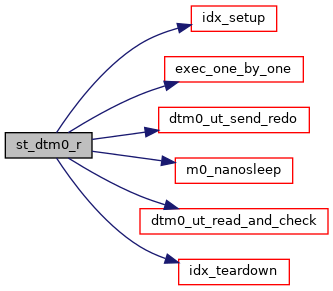 idx_setup
exec_one_by_one
dtm0_ut_send_redo
st_dtm0_r
m0_nanosleep
dtm0_ut_read_and_check
idx_teardown